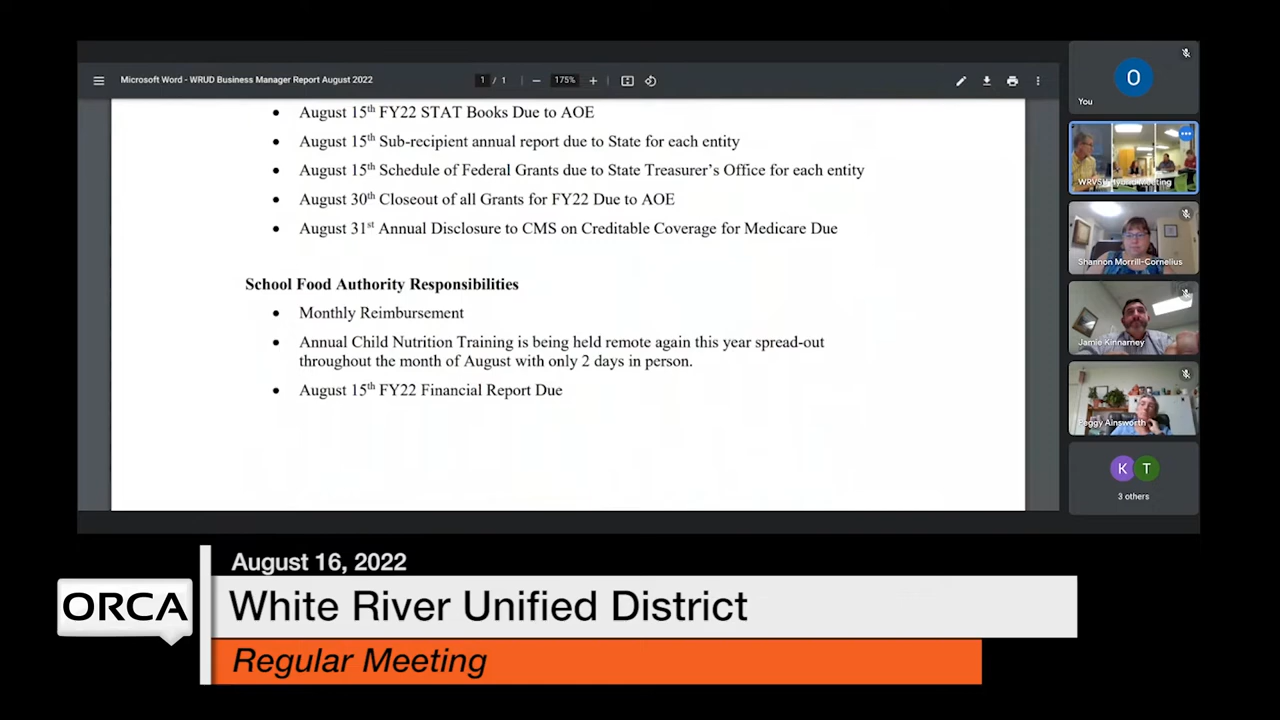 Microsoft Word - WRUD Business Manager Report August 2022
1 / 1
175%
• August 15th FY22 STAT Books Due to AOE
• August 15th Sub-recipient annual report due to State for each entity
• August 15th Schedule of Federal Grants due to State Treasurer's Office for each entity
• August 30th Closeout of all Grants for FY22 Due to AOE
• August 31st Annual Disclosure to CMS on Creditable Coverage for Medicare Due
School Food Authority Responsibilities
• Monthly Reimbursement
• Annual Child Nutrition Training is being held remote again this year spread-out
throughout the month of August with only 2 days in person.
• August 15th FY22 Financial Report Due
O
You
Meeting
Shannon Morrill-Cornelius
Jamie Kinnarney
Peggy Ainsworth
K T
3 others
August 16, 2022
ORCA
White River Unified District
Regular Meeting